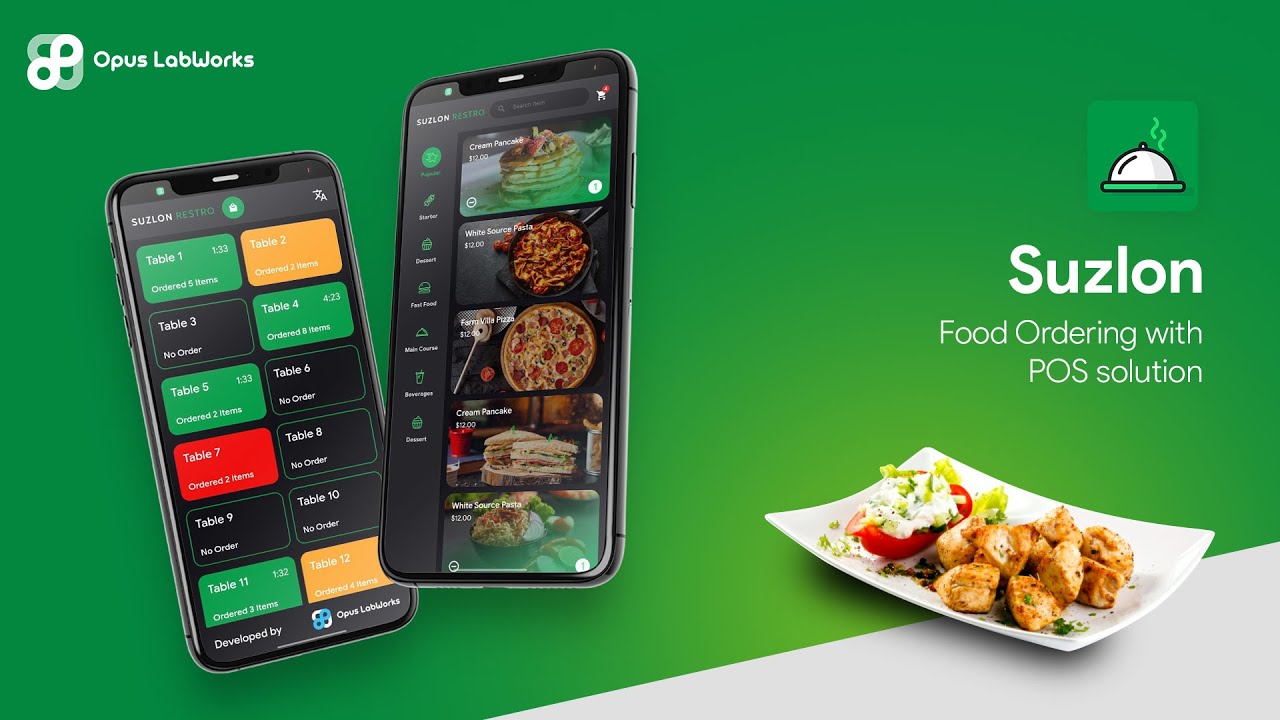 Opus LabWorks
SUZLON RESTRO
Table 1 1:33
Ordered 5 Items
Table 2
Ordered 2 Items
Table 3
No Order
Table 4 4:23
Ordered 8 Items
Table 5 1:33
Ordered 2 Items
Table 6
No Order
Table 7
Ordered 2 Items
Table 8
No Order
Table 9
No Order
Table 10
No Order
Table 11 1:32
Ordered 3 Items
Table 12
Ordered 4 Items
Developed by Opus LabWorks
SUZLON RESTRO
Search Item
4
Popular
Starter
Dessert
Fast Food
Main Course
Beverages
Dessert
Cream Pancake
$12.00
1
White Source Pasta
$12.00
Farm Villa Pizza
$12.00
Cream Pancake
$12.00
White Source Pasta
$12.00
1
Suzlon
Food Ordering with
POS solution